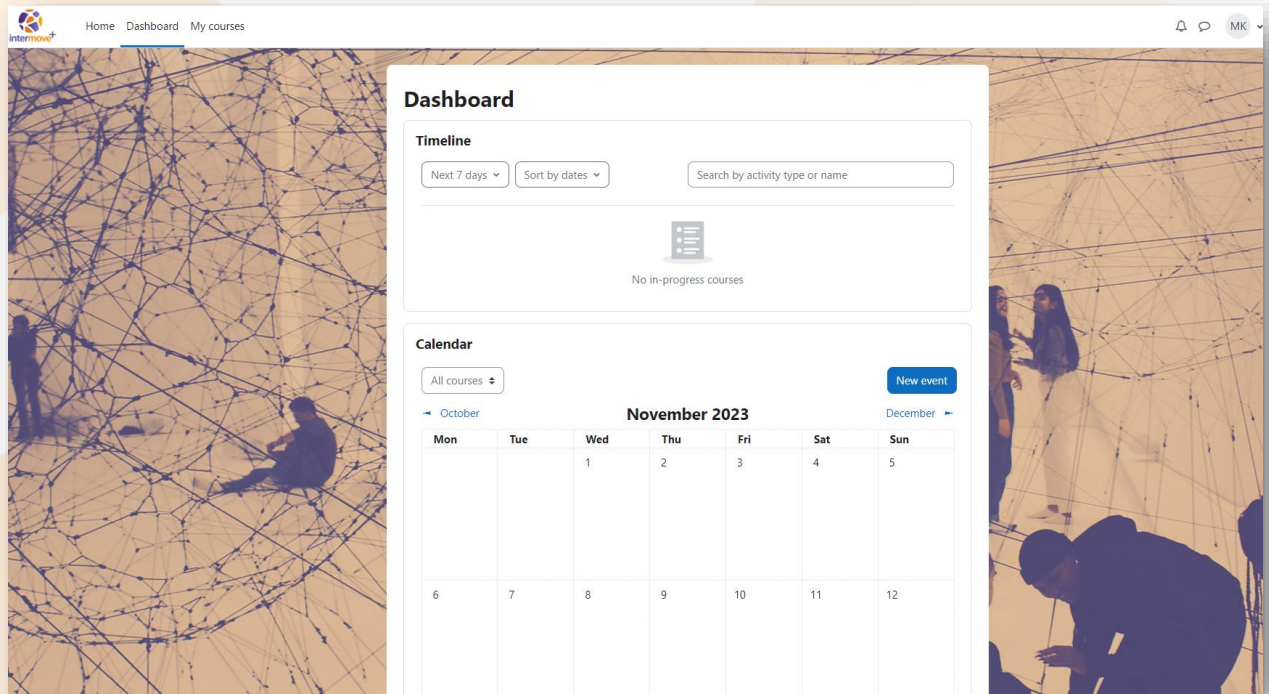 intermove+
Home Dashboard My courses
MK
Dashboard
Timeline
Next 7 days Sort by dates Search by activity type or name
No in-progress courses
Calendar
All courses New event
October November 2023 December
Mon Tue Wed Thu Fri Sat Sun
1 2 3 4 5
6 7 8 9 10 11 12